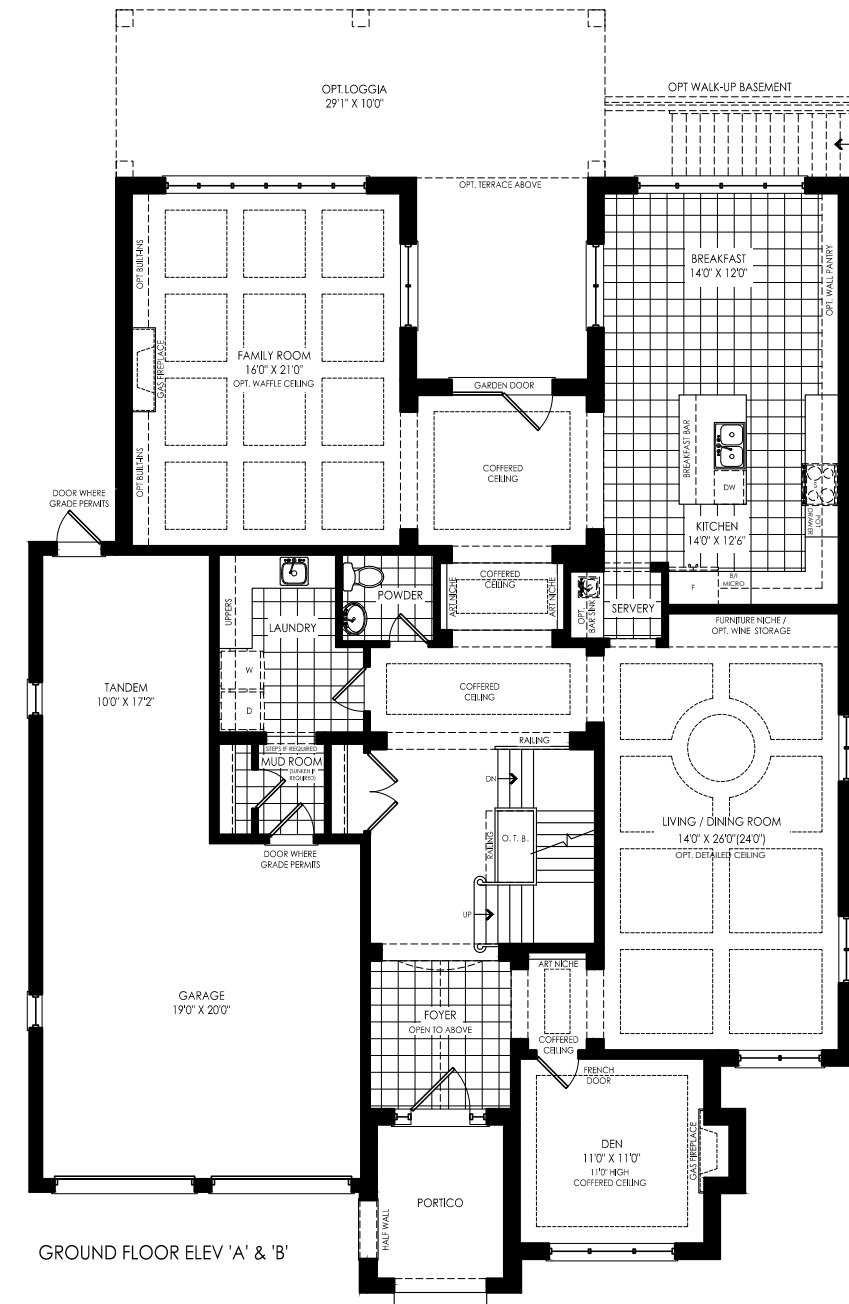 OPT. LOGGIA
29'1" X 10'0"
OPT WALK-UP BASEMENT
OPT. TERRACE ABOVE
OPT BUILT-INS
BREAKFAST
14'0" X 12'0"
OPT. WALL PANTRY
FAMILY ROOM
16'0" X 21'0"
OPT. WAFFLE CEILING
GAS FIREPLACE
GARDEN DOOR
BREAKFAST BAR
DW
S
POT
DRAWER
OPT BUILT-INS
COFFERED
CEILING
DOOR WHERE
GRADE PERMITS
KITCHEN
14'0" X 12'6"
B/I
MICRO
F
UPPERS
POWDER
ART NICHE
COFFERED
CEILING
ART NICHE
OPT.
BAR SINK
SERVERY
LAUNDRY
FURNITURE NICHE /
OPT. WINE STORAGE
W
D
TANDEM
10'0" X 17'2"
COFFERED
CEILING
RAILING
STEPS IF REQUIRED
MUD ROOM
(SUNKEN IF
REQUIRED)
DN
RAILING
O. T. B.
LIVING / DINING ROOM
14'0" X 26'0"(24'0")
OPT. DETAILED CEILING
DOOR WHERE
GRADE PERMITS
UP
ART NICHE
GARAGE
19'0" X 20'0"
FOYER
OPEN TO ABOVE
COFFERED
CEILING
FRENCH
DOOR
DEN
11'0" X 11'0"
11'0" HIGH
COFFERED CEILING
GAS FIREPLACE
PORTICO
HALF WALL
GROUND FLOOR ELEV 'A' & 'B'